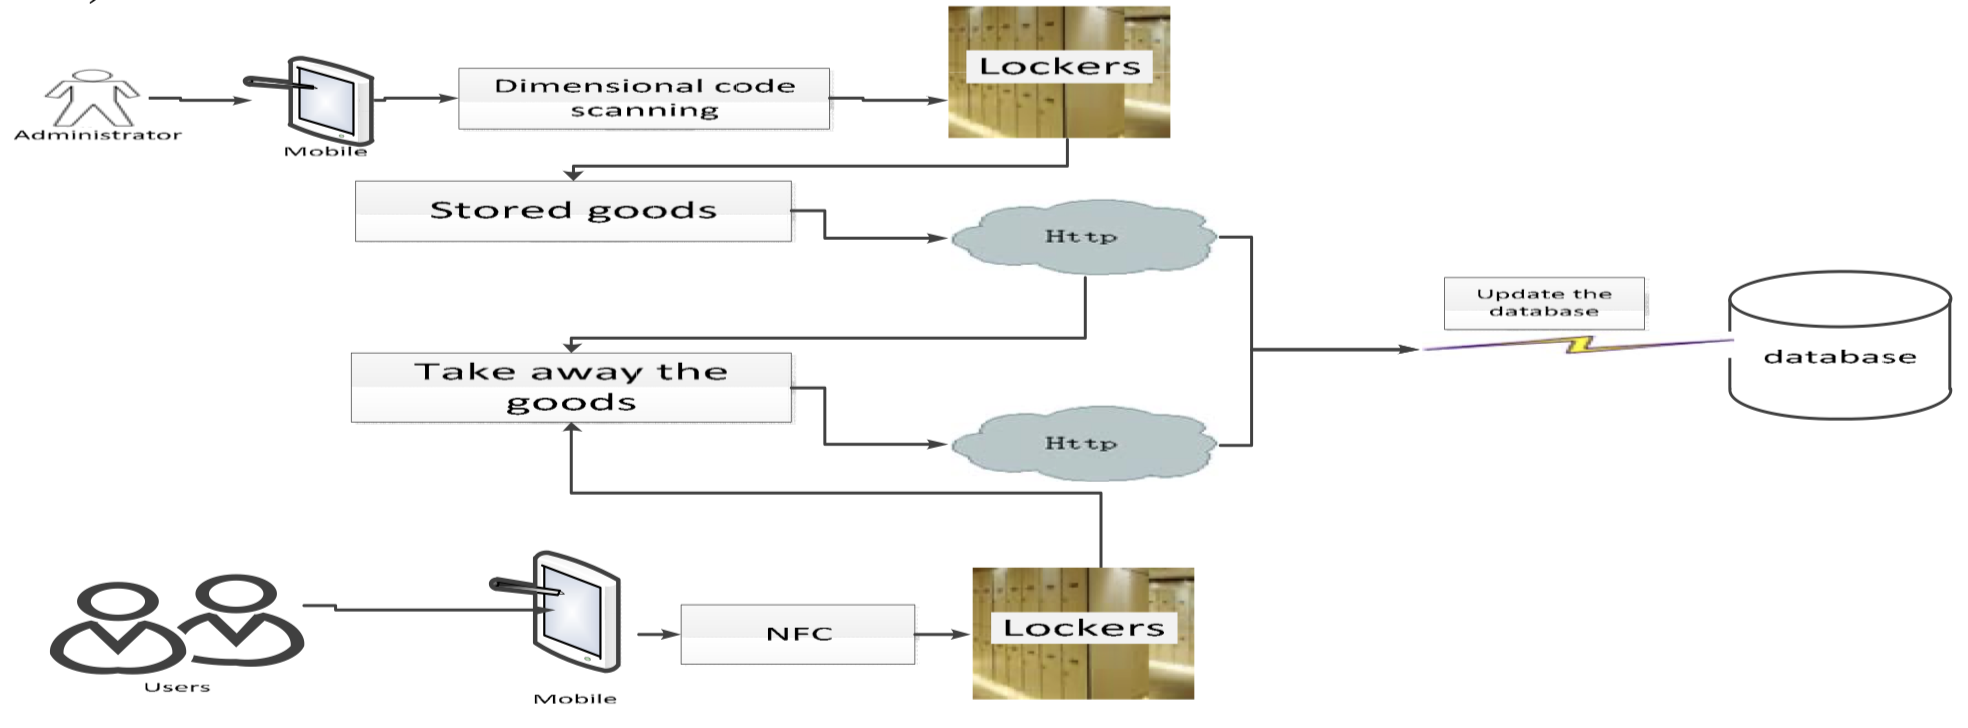 Lockers
Dimensional code
scanning
Administrator
Mobile
Stored goods
Http
Update the
database
database
Take away the
goods
Http
NFC
Lockers
Users
Mobile